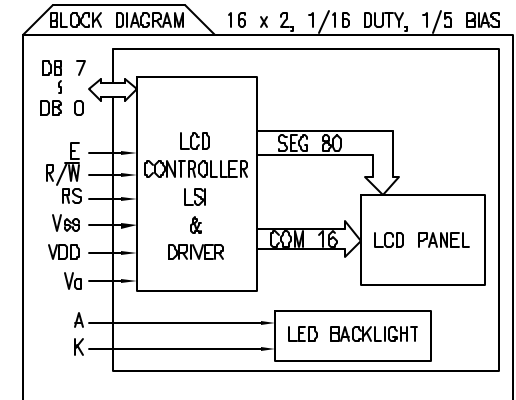 BLOCK DIAGRAM 16 x 2, 1/16 DUTY, 1/5 BIAS
DB 7
DB 0
E
R/W̅
RS
Vss
VDD
Vo
A
K
LCD
CONTROLLER
LSI
&
DRIVER
SEG 80
COM 16
LCD PANEL
LED BACKLIGHT